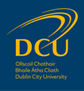 DCU
Ollscoil Chathair
Bhaile Átha Cliath
Dublin City University